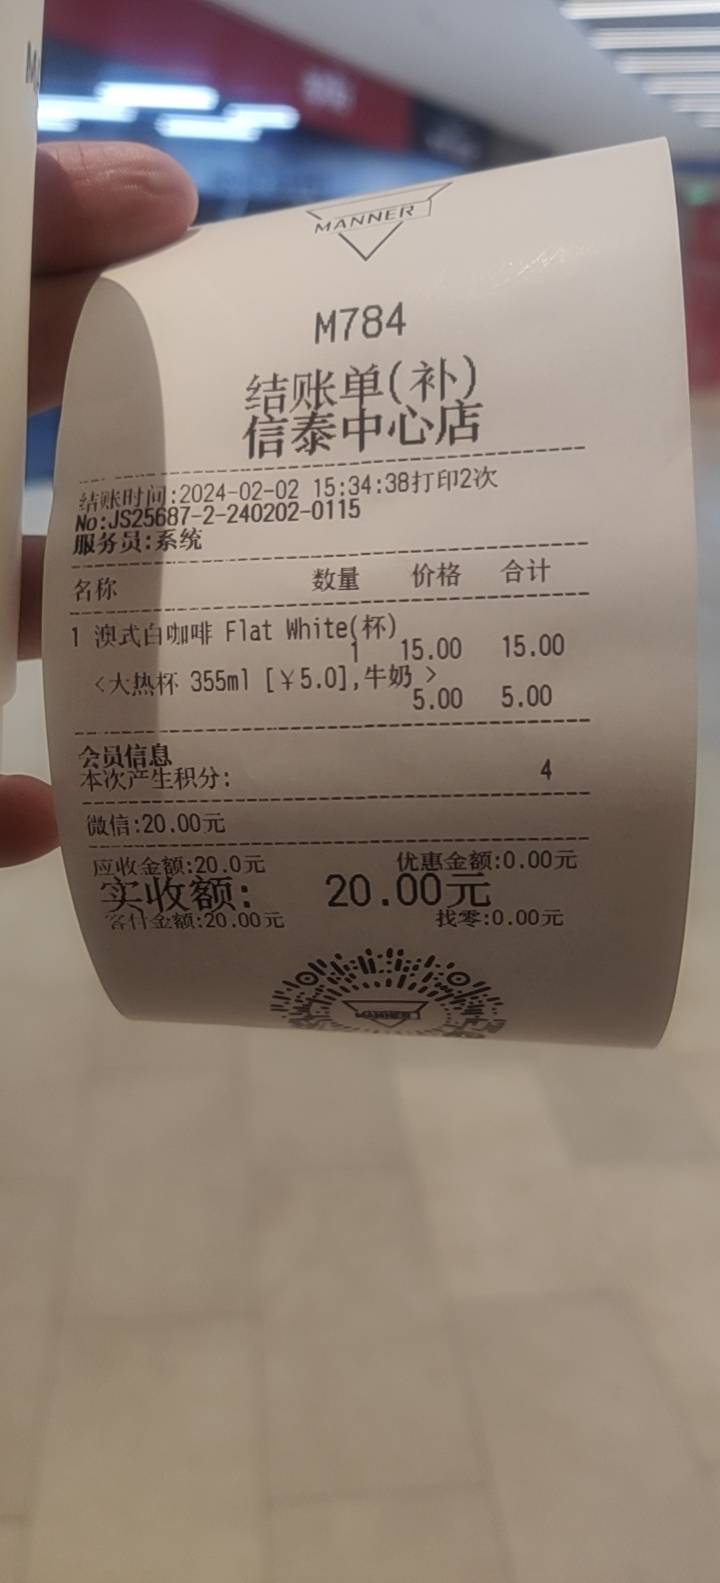 MANNER
M784
结账单(补)
信泰中心店
结账时间:2024-02-02 15:34:38打印2次
No:JS25687-2-240202-0115
服务员:系统
名称 数量 价格 合计
1 澳式白咖啡 Flat White(杯)
1 15.00 15.00
<大热杯 355ml [￥5.0],牛奶 >
5.00 5.00
会员信息
本次产生积分: 4
微信:20.00元
应收金额:20.0元 优惠金额:0.00元
实收额: 20.00元
客付金额:20.00元 找零:0.00元
MANNER